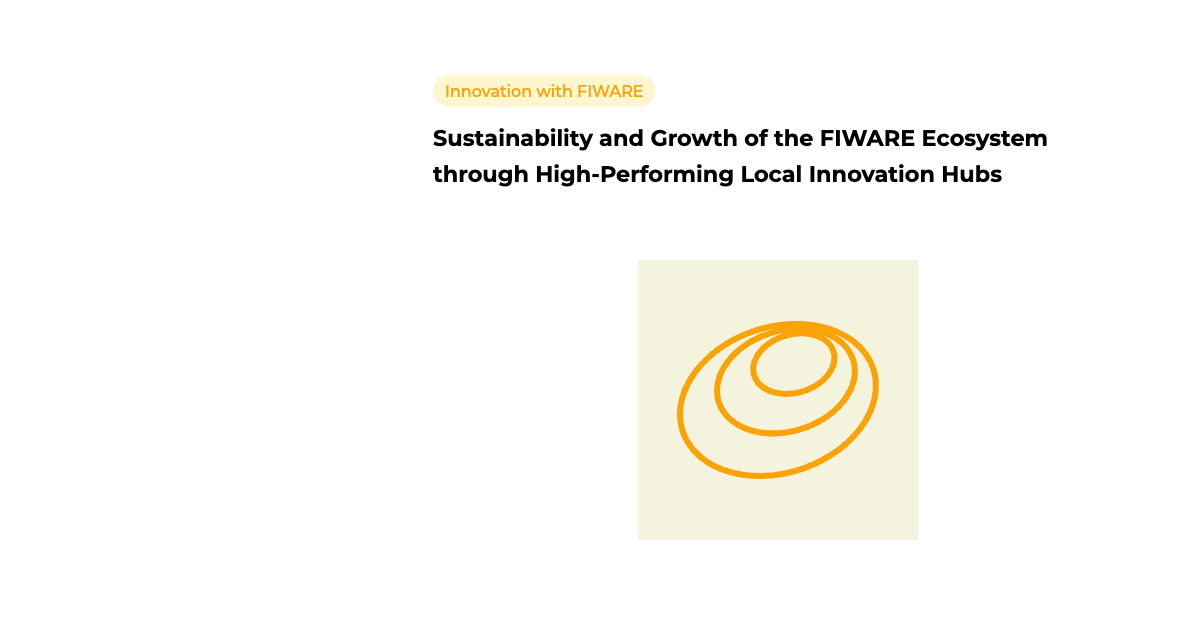 Innovation with FIWARE
Sustainability and Growth of the FIWARE Ecosystem
through High-Performing Local Innovation Hubs